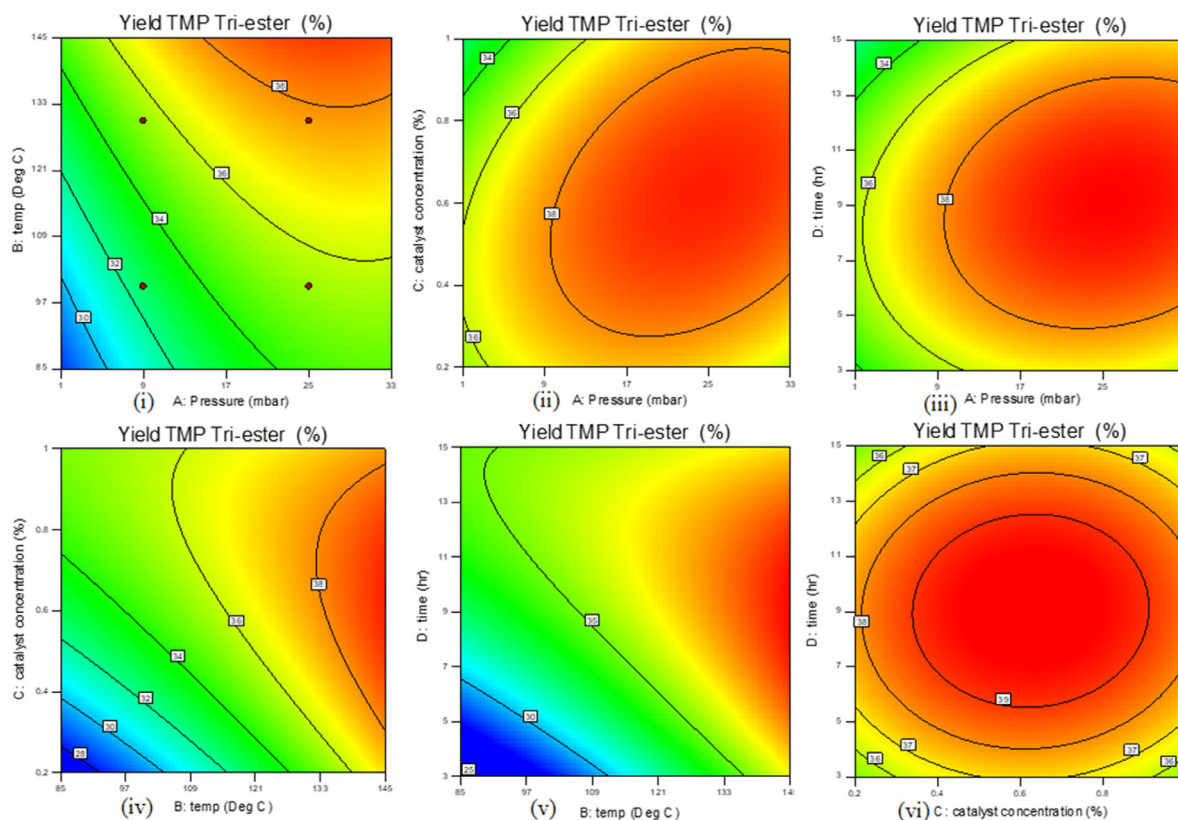 Yield TMP Tri-ester (%)
B: temp (Deg C)
145
133
121
109
97
85
38
36
34
32
30
1 9 17 25 33
(i) A: Pressure (mbar)
Yield TMP Tri-ester (%)
C: catalyst concentration (%)
1
0.8
0.6
0.4
0.2
34
36
38
36
1 9 17 25 33
(ii) A: Pressure (mbar)
Yield TMP Tri-ester (%)
D: time (hr)
15
13
11
9
7
5
3
34
36
38
1 9 17 25
(iii) A: Pressure (mbar)
Yield TMP Tri-ester (%)
C: catalyst concentration (%)
1
0.8
0.6
0.4
0.2
38
36
34
32
30
28
85 97 109 121 133 145
(iv) B: temp (Deg C)
Yield TMP Tri-ester (%)
D: time (hr)
15
13
11
9
7
5
3
35
30
25
85 97 109 121 133 14
(v) B: temp (Deg C)
Yield TMP Tri-ester (%)
D: time (hr)
15
13
11
9
7
5
3
36
37
37
38
39
37
36
37
36
0.2 0.4 0.6 0.8
(vi) C: catalyst concentration (%)